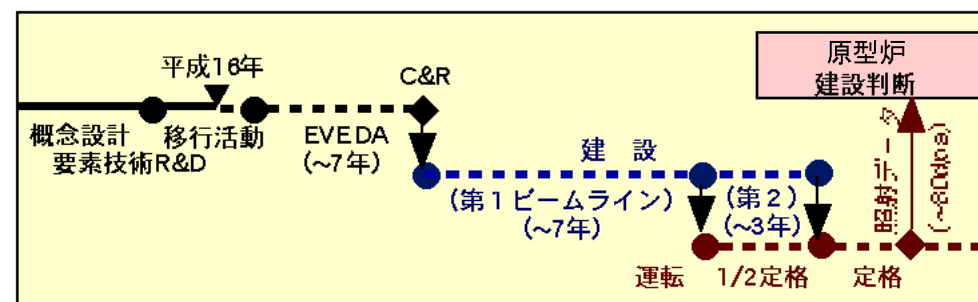 平成16年
C&R
原型炉
建設判断
概念設計
要素技術R&D
移行活動
EVEDA
(~7年)
建 設
(第1ビームライン)
(~7年)
(第2)
(~3年)
照射データ
(~80dpa)
運転
1/2定格
定格